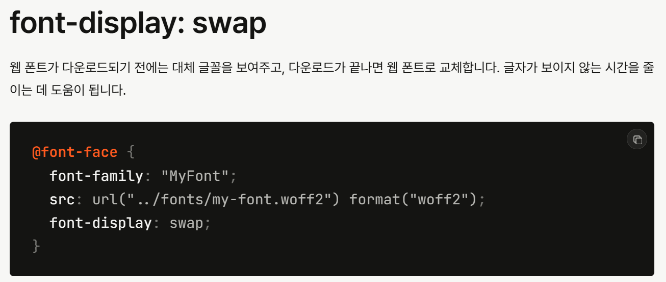 font-display: swap
웹 폰트가 다운로드되기 전에는 대체 글꼴을 보여주고, 다운로드가 끝나면 웹 폰트로 교체합니다. 글자가 보이지 않는 시간을 줄
이는 데 도움이 됩니다.
@font-face {
  font-family: "MyFont";
  src: url("../fonts/my-font.woff2") format("woff2");
  font-display: swap;
}